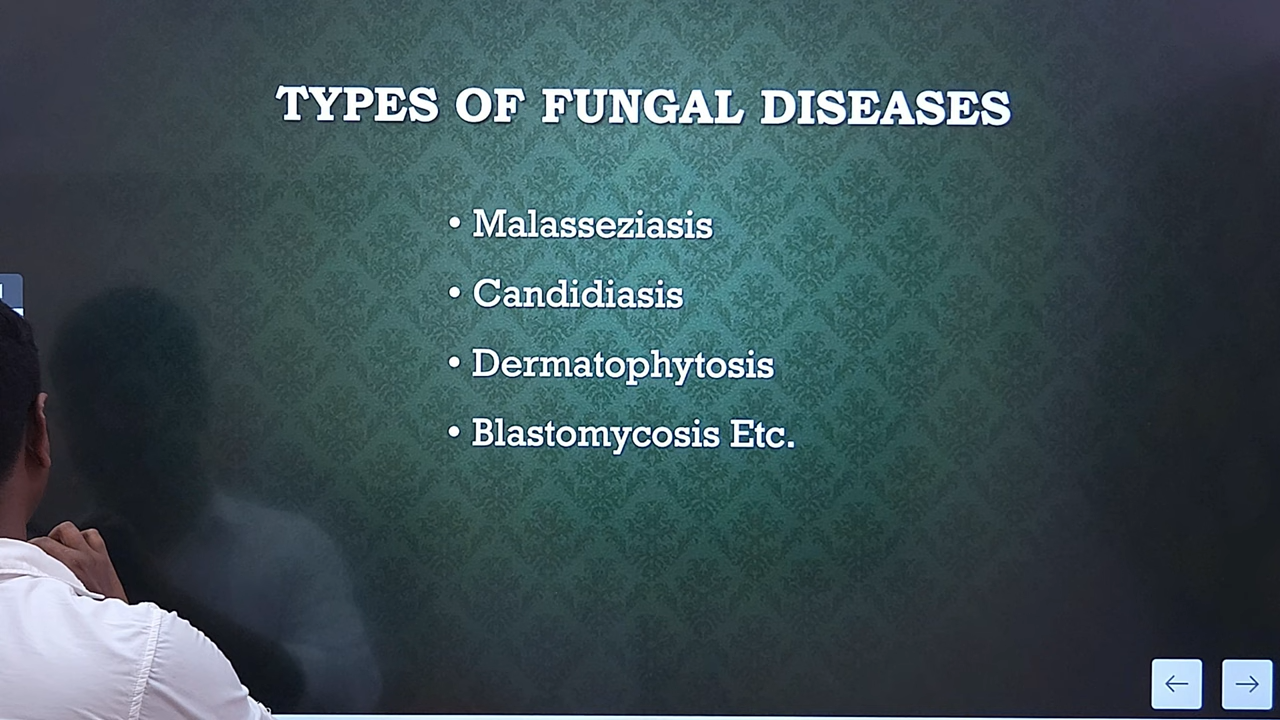 TYPES OF FUNGAL DISEASES
• Malasseziasis
• Candidiasis
• Dermatophytosis
• Blastomycosis Etc.